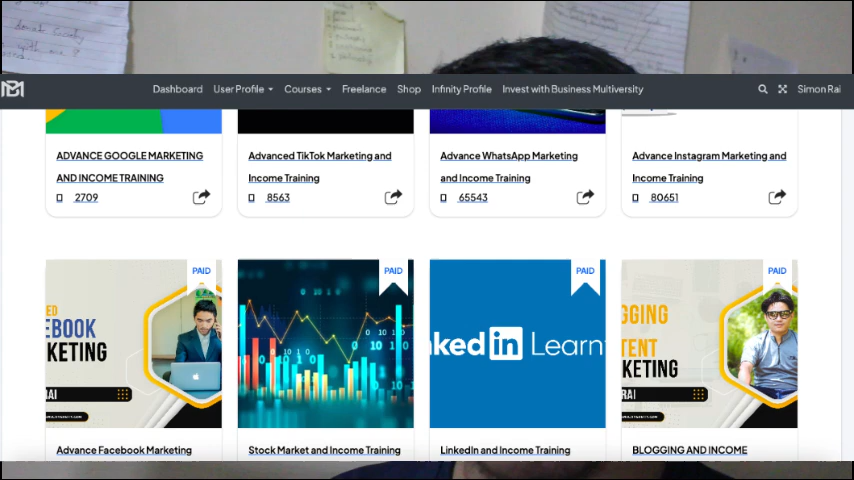 Dashboard User Profile Courses Freelance Shop Infinity Profile Invest with Business Multiversity Simon Rai
ADVANCE GOOGLE MARKETING
AND INCOME TRAINING
2709
Advanced TikTok Marketing and
Income Training
8563
Advance WhatsApp Marketing
and Income Training
65543
Advance Instagram Marketing and
Income Training
80651
PAID
EBOOK
KETING
Advance Facebook Marketing
PAID
Stock Market and Income Training
PAID
ked in Learn
LinkedIn and Income Training
PAID
GGING
TENT
KETING
RAI
BLOGGING AND INCOME